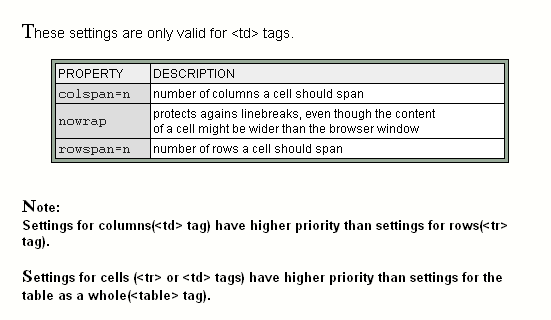 These settings are only valid for <td> tags.
PROPERTY DESCRIPTION
colspan=n number of columns a cell should span
nowrap protects agains linebreaks, even though the content
of a cell might be wider than the browser window
rowspan=n number of rows a cell should span
Note:
Settings for columns(<td> tag) have higher priority than settings for rows(<tr>
tag).
Settings for cells (<tr> or <td> tags) have higher priority than settings for the
table as a whole(<table> tag).